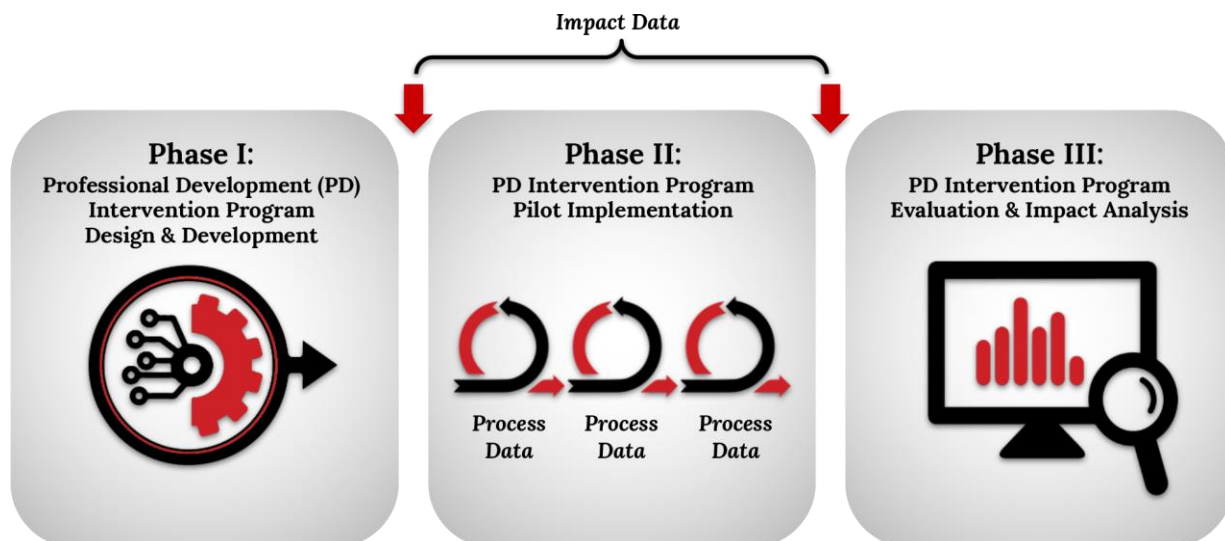 Impact Data
Phase I:
Professional Development (PD)
Intervention Program
Design & Development
Phase II:
PD Intervention Program
Pilot Implementation
Process
Data
Process
Data
Process
Data
Phase III:
PD Intervention Program
Evaluation & Impact Analysis